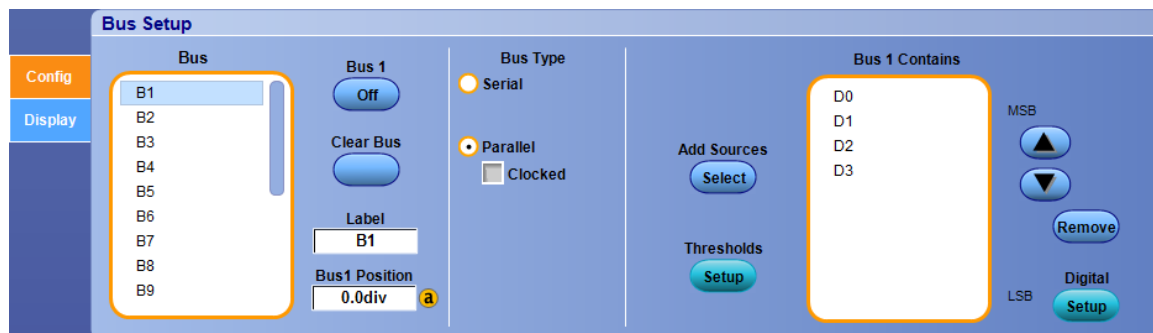 Bus Setup
Config
Display
Bus
B1
B2
B3
B4
B5
B6
B7
B8
B9
Bus 1
Off
Clear Bus
Label
B1
Bus1 Position
0.0div
a
Bus Type
Serial
Parallel
Clocked
Add Sources
Select
Thresholds
Setup
Bus 1 Contains
D0
D1
D2
D3
MSB
Remove
LSB
Digital
Setup